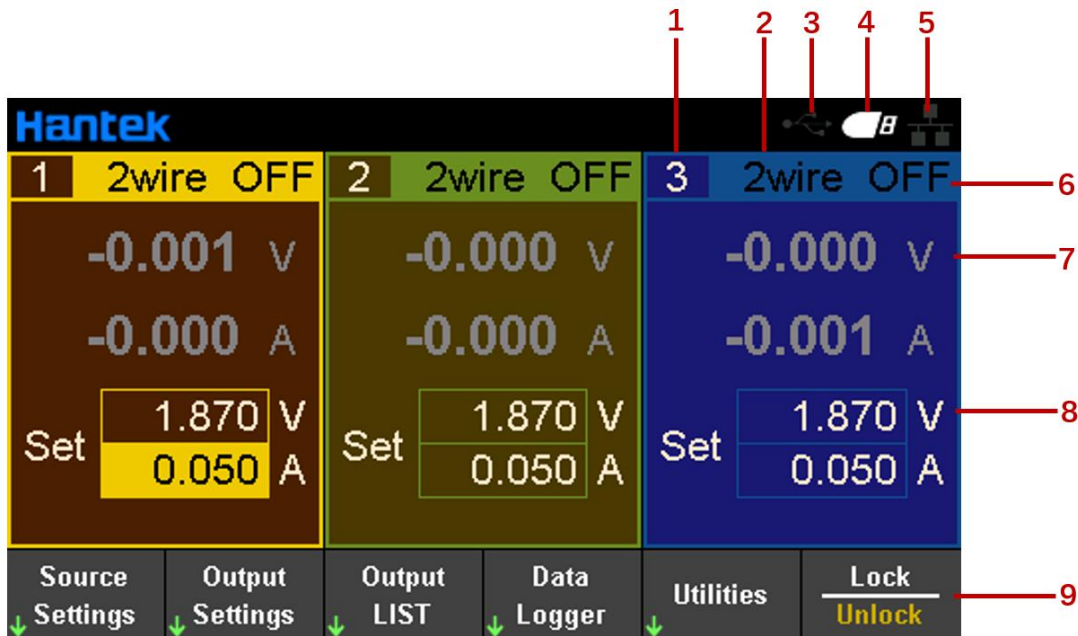 1 2 3 4 5
Hantek
1 2wire OFF 2 2wire OFF 3 2wire OFF 6
-0.001 V -0.000 V -0.000 V 7
-0.000 A -0.000 A -0.001 A
1.870 V 1.870 V 1.870 V 8
Set Set Set
0.050 A 0.050 A 0.050 A
Source Output Output Data Utilities Lock 9
Settings Settings LIST Logger Unlock